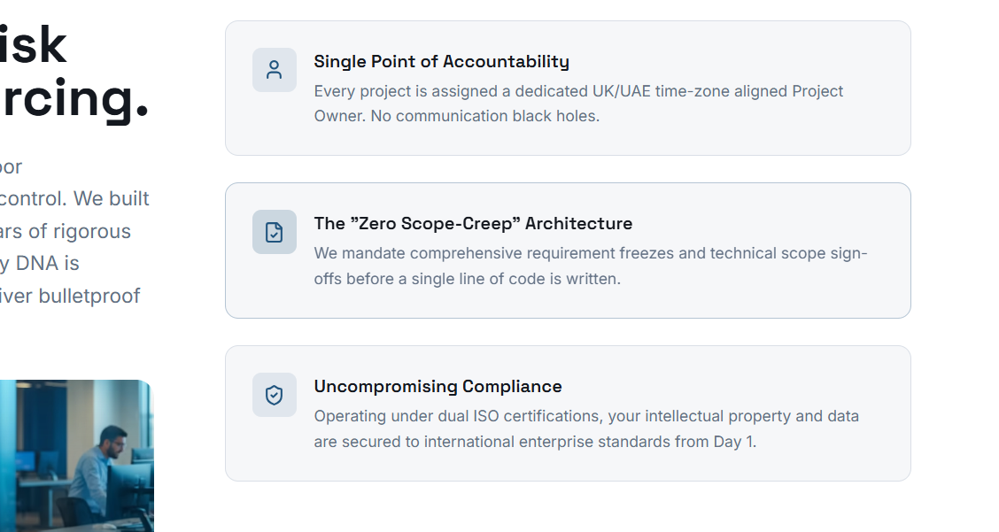 isk
rcing.
oor
control. We built
ars of rigorous
y DNA is
iver bulletproof
Single Point of Accountability
Every project is assigned a dedicated UK/UAE time-zone aligned Project
Owner. No communication black holes.
The ”Zero Scope-Creep” Architecture
We mandate comprehensive requirement freezes and technical scope sign-
offs before a single line of code is written.
Uncompromising Compliance
Operating under dual ISO certifications, your intellectual property and data
are secured to international enterprise standards from Day 1.